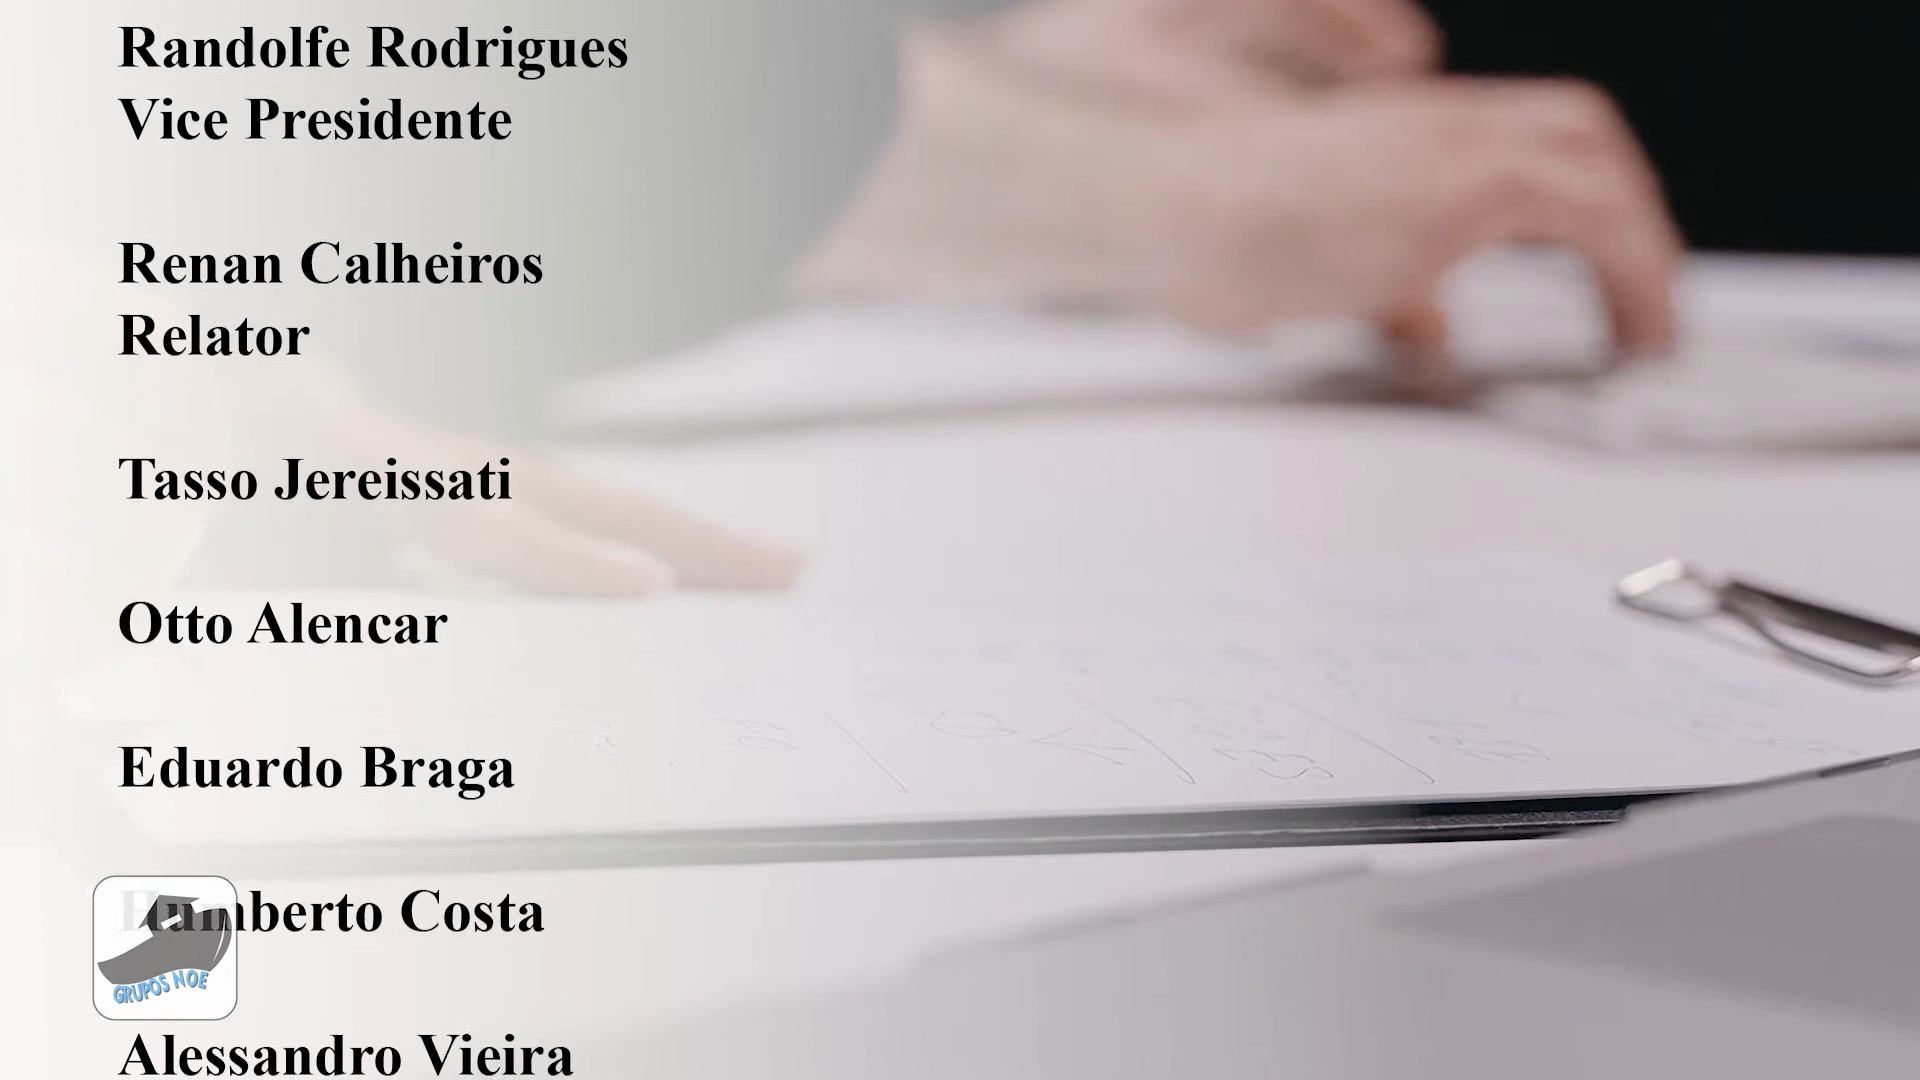 Randolfe Rodrigues
Vice Presidente
Renan Calheiros
Relator
Tasso Jereissati
Otto Alencar
Eduardo Braga
Humberto Costa
GRUPOS NOE
Alessandro Vieira